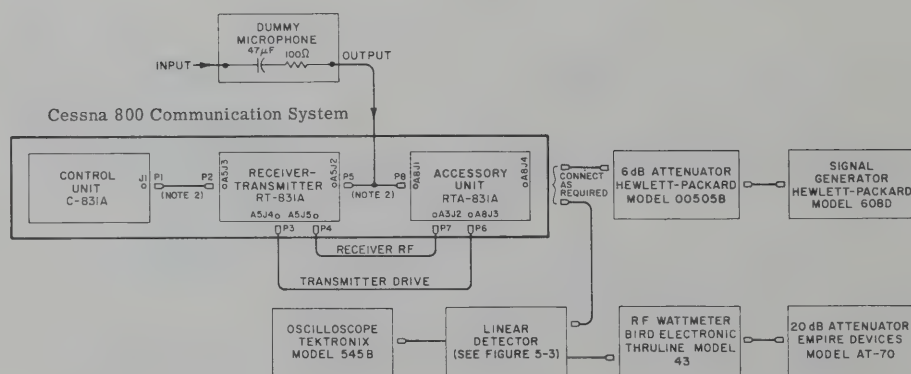 DUMMY
MICROPHONE
47µF
100Ω
INPUT
OUTPUT
Cessna 800 Communication System
CONTROL
UNIT
C-831A
J1
P1
P2
(NOTE 2)
A5J3
RECEIVER-
TRANSMITTER
RT-831A
A5J2
A5J4
A5J5
P5
P8
(NOTE 2)
A8J1
ACCESSORY
UNIT
RTA-831A
A8J4
A3J2
A8J3
CONNECT
AS
REQUIRED
6dB ATTENUATOR
HEWLETT-PACKARD
MODEL 00505B
SIGNAL
GENERATOR
HEWLETT-PACKARD
MODEL 608D
P3
P4
P7
P6
RECEIVER RF
TRANSMITTER DRIVE
OSCILLOSCOPE
TEKTRONIX
MODEL 545B
LINEAR
DETECTOR
(SEE FIGURE 5-3)
RF WATTMETER
BIRD ELECTRONIC
THRULINE MODEL
43
20 dB ATTENUATOR
EMPIRE DEVICES
MODEL AT-70